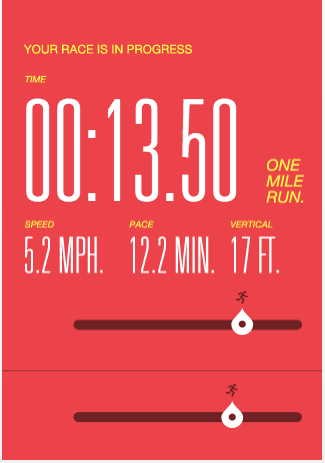 YOUR RACE IS IN PROGRESS
TIME
00:13.50
ONE
MILE
RUN.
SPEED PACE VERTICAL
5.2 MPH. 12.2 MIN. 17 FT.